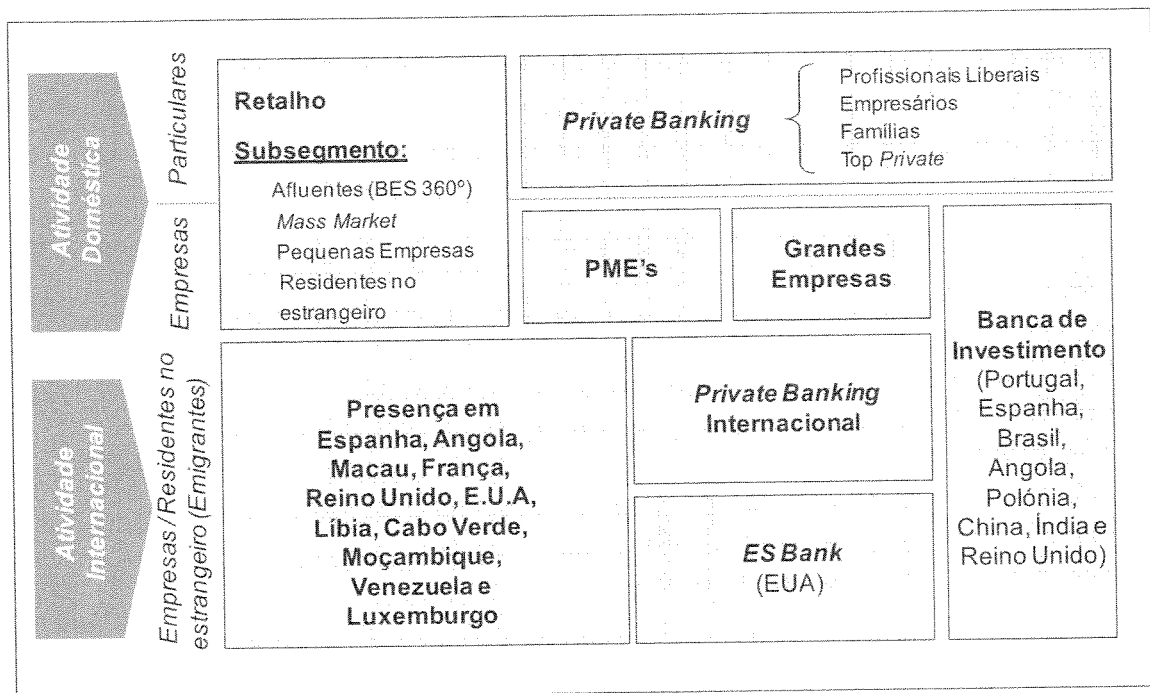 Atividade
Doméstica
Particulares
Empresas
Retalho
Subsegmento:
Afluentes (BES 360º)
Mass Market
Pequenas Empresas
Residentes no
estrangeiro
Private Banking
Profissionais Liberais
Empresários
Famílias
Top Private
PME's
Grandes
Empresas
Banca de
Investimento
(Portugal,
Espanha,
Brasil,
Angola,
Polónia,
China, Índia e
Reino Unido)
Atividade
Internacional
Empresas / Residentes no
estrangeiro (Emigrantes)
Presença em
Espanha, Angola,
Macau, França,
Reino Unido, E.U.A,
Líbia, Cabo Verde,
Moçambique,
Venezuela e
Luxemburgo
Private Banking
Internacional
ES Bank
(EUA)